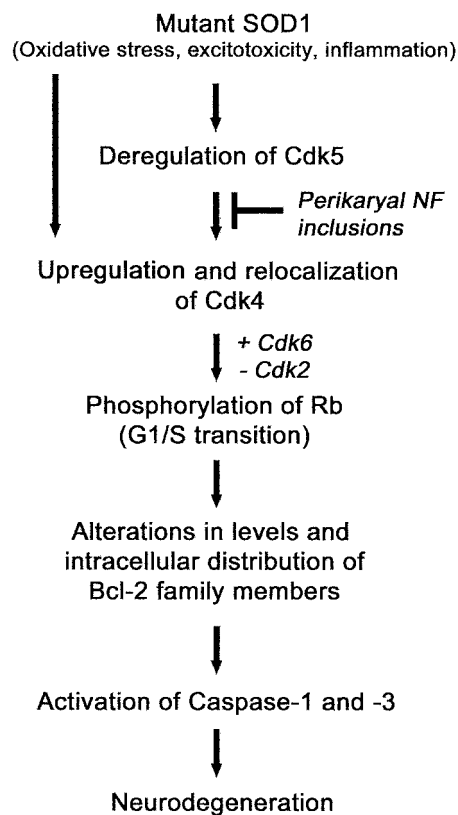 Mutant SOD1
(Oxidative stress, excitotoxicity, inflammation)
Deregulation of Cdk5
Perikaryal NF
inclusions
Upregulation and relocalization
of Cdk4
+ Cdk6
- Cdk2
Phosphorylation of Rb
(G1/S transition)
Alterations in levels and
intracellular distribution of
Bcl-2 family members
Activation of Caspase-1 and -3
Neurodegeneration